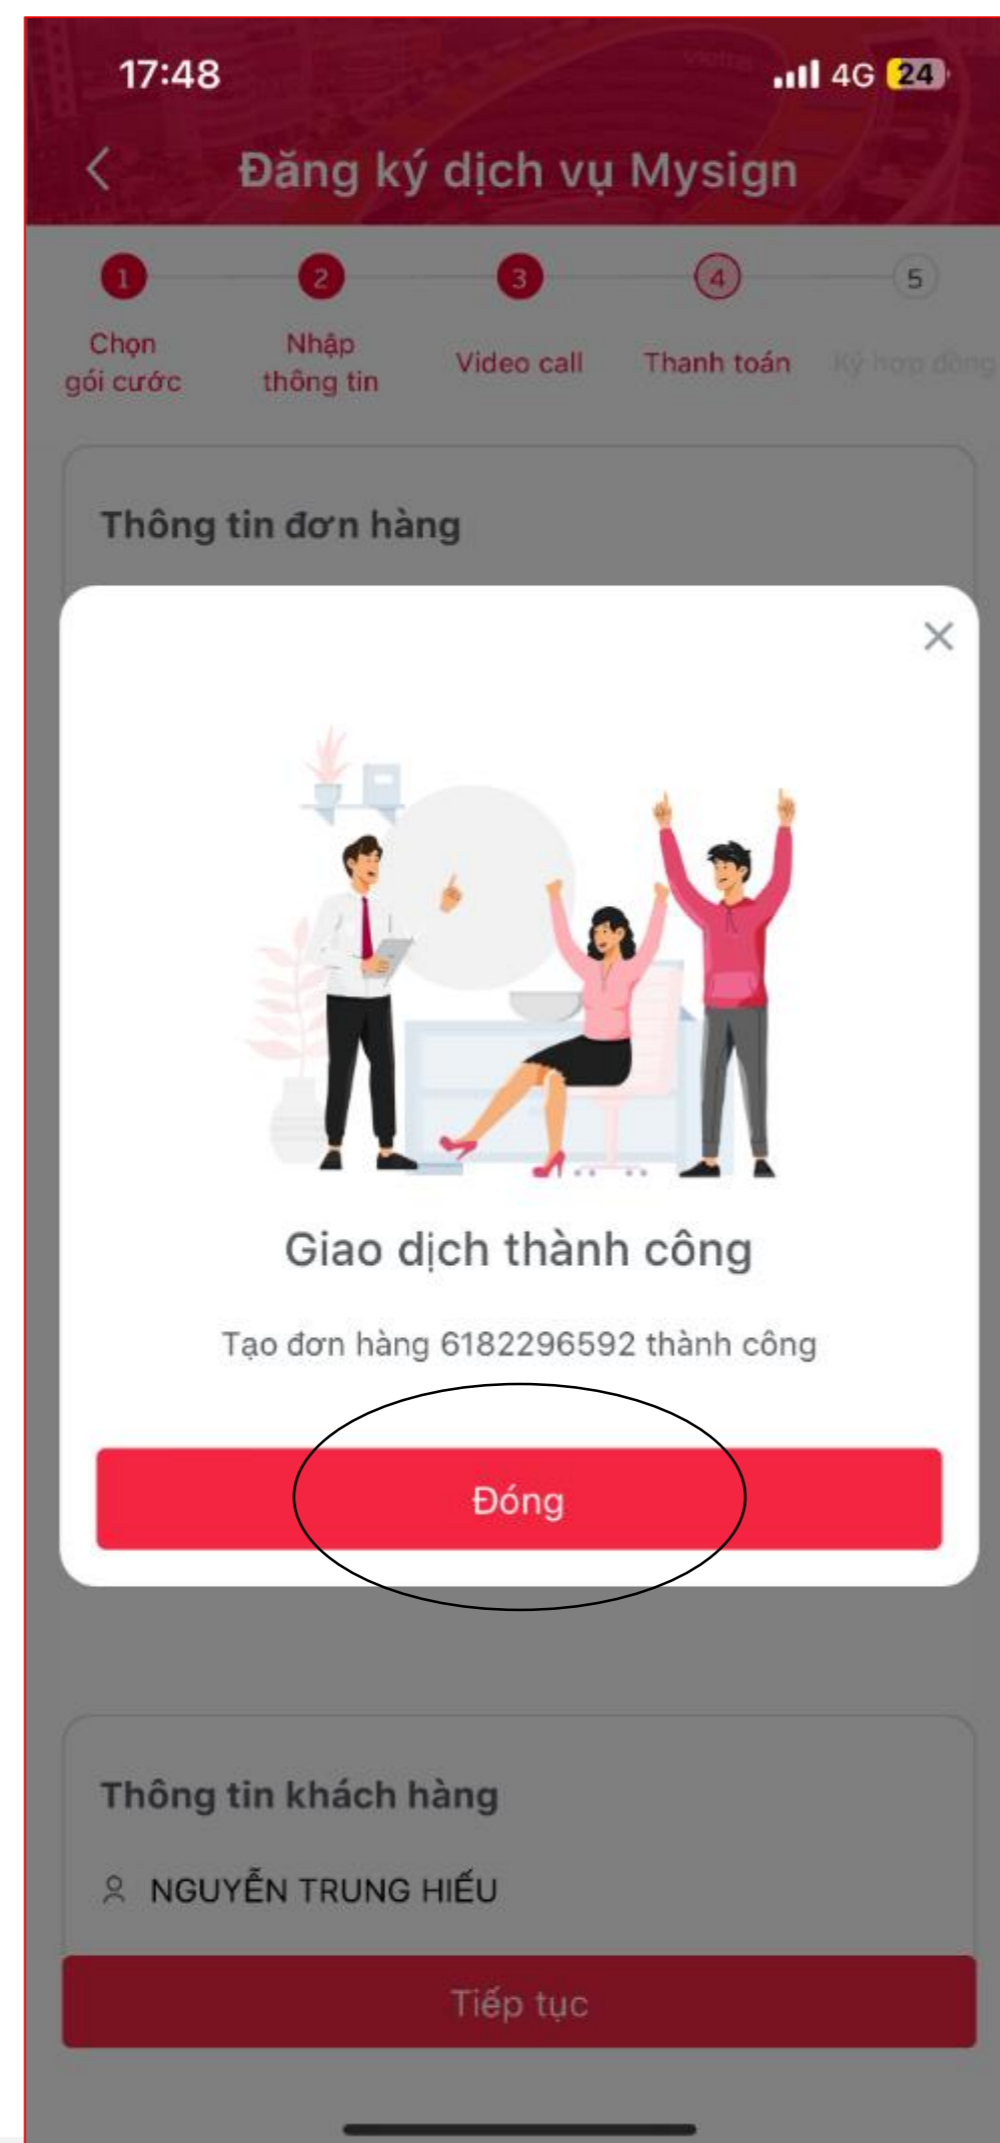 17:48
4G 24
Đăng ký dịch vụ Mysign
1 2 3 4 5
Chọn gói cước
Nhập thông tin
Video call
Thanh toán
Ký hợp đồng
Thông tin đơn hàng
Giao dịch thành công
Tạo đơn hàng 6182296592 thành công
Đóng
Thông tin khách hàng
NGUYỄN TRUNG HIẾU
Tiếp tục